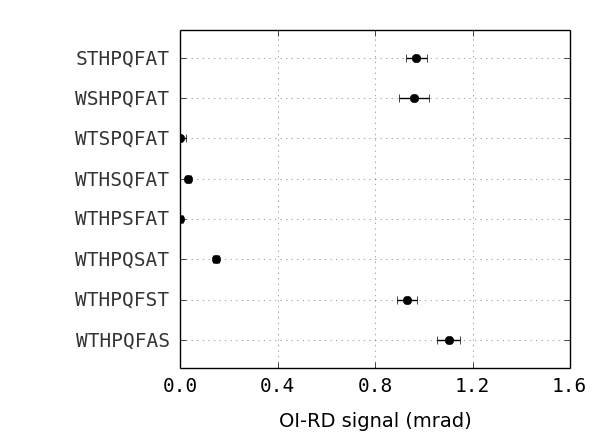 STHPQFAT
WSHPQFAT
WTSPQFAT
WTHSQFAT
WTHPSFAT
WTHPQSAT
WTHPQFST
WTHPQFAS
0.0 0.4 0.8 1.2 1.6
OI-RD signal (mrad)